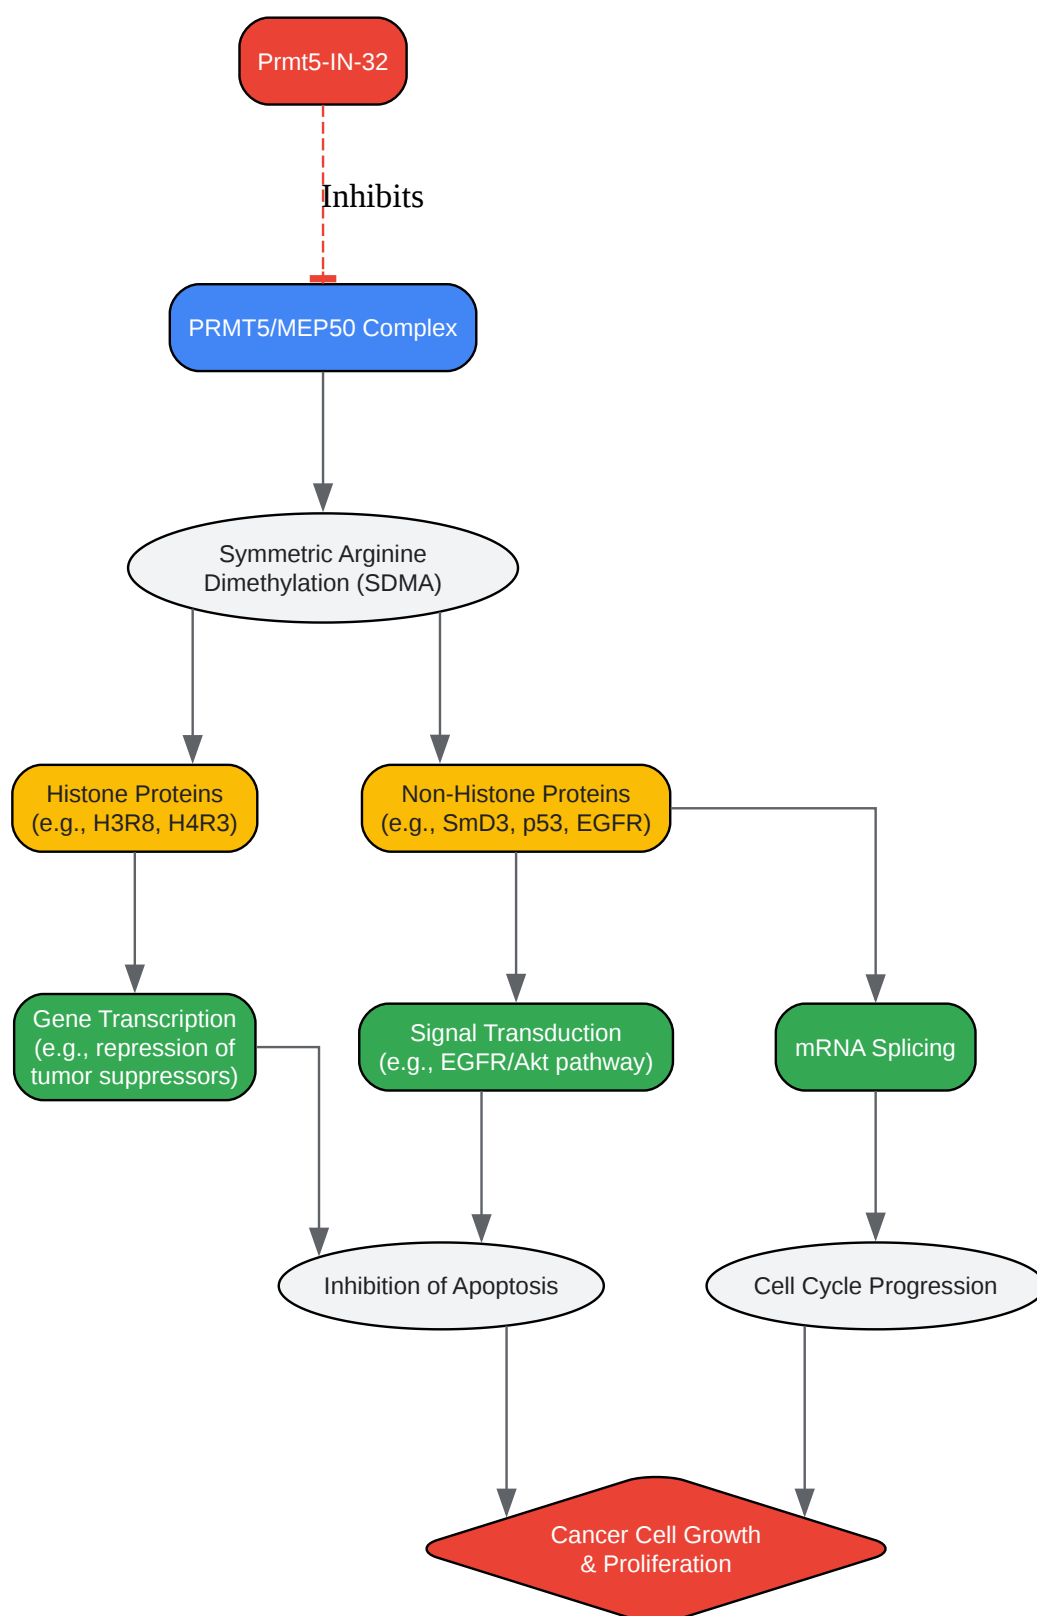 Prmt5-IN-32
Inhibits
PRMT5/MEP50 Complex
Symmetric Arginine
Dimethylation (SDMA)
Histone Proteins
(e.g., H3R8, H4R3)
Non-Histone Proteins
(e.g., SmD3, p53, EGFR)
Gene Transcription
(e.g., repression of
tumor suppressors)
Signal Transduction
(e.g., EGFR/Akt pathway)
mRNA Splicing
Inhibition of Apoptosis
Cell Cycle Progression
Cancer Cell Growth
& Proliferation